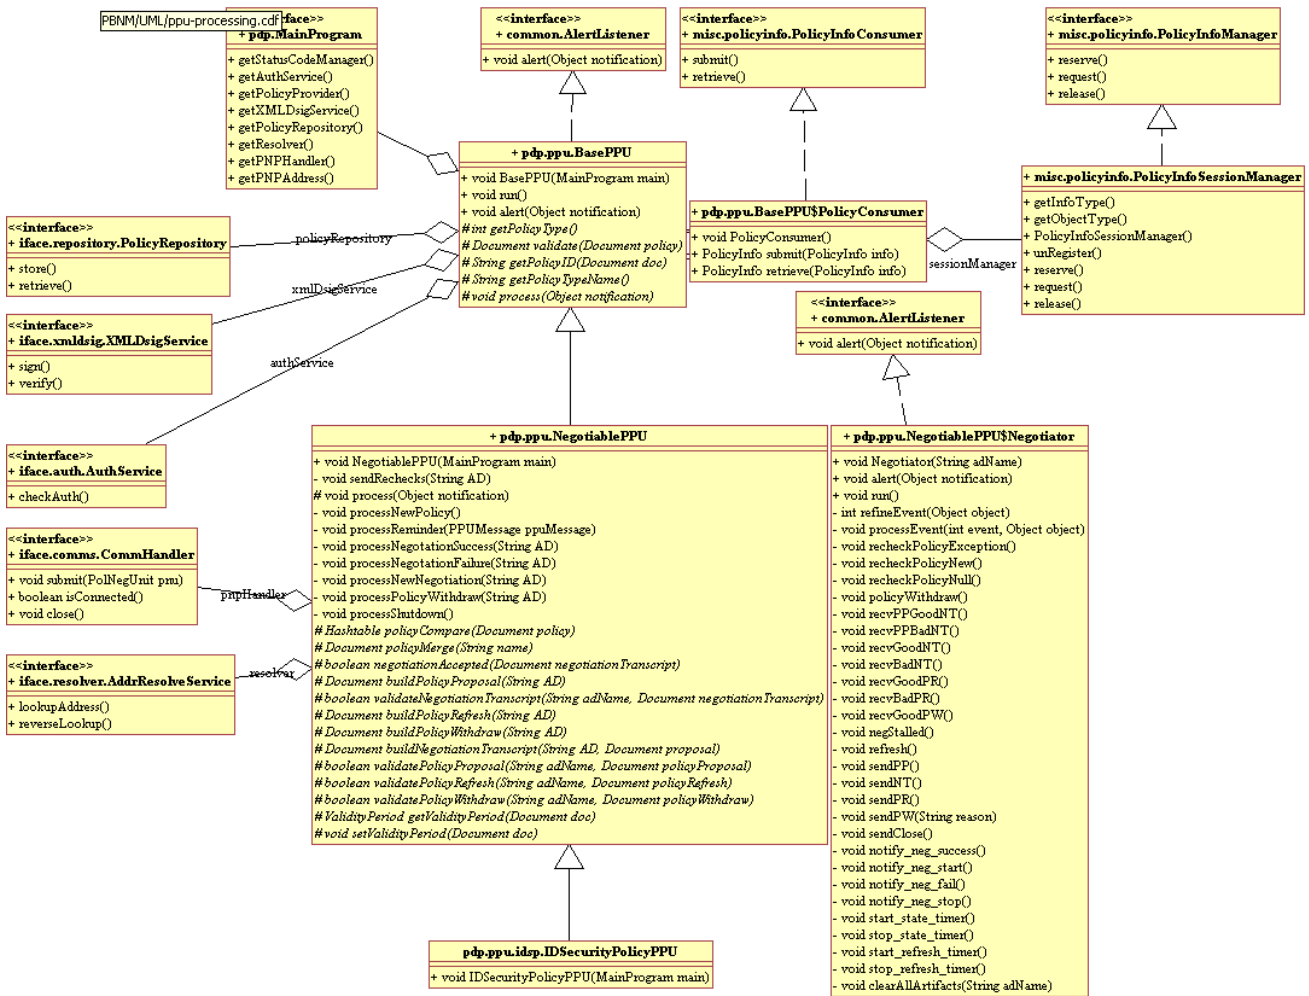 PBNM/UML/ppu-processing.cdf
rface>>
+ pdp.MainProgram
+ getStatusCodeManager()
+ getAuthService()
+ getPolicyProvider()
+ getXMLDsigService()
+ getPolicyRepository()
+ getResolver()
+ getPNPHandler()
+ getPNPAddress()
<<interface>>
+ common.AlertListener
+ void alert(Object notification)
<<interface>>
+ misc.policyinfo.PolicyInfoConsumer
+ submit()
+ retrieve()
<<interface>>
+ misc.policyinfo.PolicyInfoManager
+ reserve()
+ request()
+ release()
+ pdp.ppu.BasePPU
+ void BasePPU(MainProgram main)
+ void run()
+ void alert(Object notification)
# int getPolicyType()
# Document validate(Document policy)
# String getPolicyID(Document doc)
# String getPolicyTypeName()
# void process(Object notification)
+ pdp.ppu.BasePPU$PolicyConsumer
+ void PolicyConsumer()
+ PolicyInfo submit(PolicyInfo info)
+ PolicyInfo retrieve(PolicyInfo info)
sessionManager
+ misc.policyinfo.PolicyInfoSessionManager
+ getInfoType()
+ getObjectType()
+ PolicyInfoSessionManager()
+ unRegister()
+ reserve()
+ request()
+ release()
<<interface>>
+ iface.repository.PolicyRepository
+ store()
+ retrieve()
policyRepository
<<interface>>
+ iface.xmldsig.XMLDsigService
+ sign()
+ verify()
xmlDsigService
<<interface>>
+ common.AlertListener
+ void alert(Object notification)
authService
<<interface>>
+ iface.auth.AuthService
+ checkAuth()
<<interface>>
+ iface.comms.CommHandler
+ void submit(PolNegUnit pnu)
+ boolean isConnected()
+ void close()
pnpHandler
<<interface>>
+ iface.resolver.AddrResolveService
+ lookupAddress()
+ reverseLookup()
resolver
+ pdp.ppu.NegotiablePPU
+ void NegotiablePPU(MainProgram main)
- void sendRechecks(String AD)
# void process(Object notification)
- void processNewPolicy()
- void processReminder(PPUMessage ppuMessage)
- void processNegotationSuccess(String AD)
- void processNegotationFailure(String AD)
- void processNewNegotiation(String AD)
- void processPolicyWithdraw(String AD)
- void processShutdown()
# Hashtable policyCompare(Document policy)
# Document policyMerge(String name)
# boolean negotiationAccepted(Document negotiationTranscript)
# Document buildPolicyProposal(String AD)
# boolean validateNegotiationTranscript(String adName, Document negotiationTranscript)
# Document buildPolicyRefresh(String AD)
# Document buildPolicyWithdraw(String AD)
# Document buildNegotiationTranscript(String AD, Document proposal)
# boolean validatePolicyProposal(String adName, Document policyProposal)
# boolean validatePolicyRefresh(String adName, Document policyRefresh)
# boolean validatePolicyWithdraw(String adName, Document policyWithdraw)
# ValidityPeriod getValidityPeriod(Document doc)
# void setValidityPeriod(Document doc)
+ pdp.ppu.NegotiablePPU$Negotiator
+ void Negotiator(String adName)
+ void alert(Object notification)
+ void run()
- int refineEvent(Object object)
- void processEvent(int event, Object object)
- void recheckPolicyException()
- void recheckPolicyNew()
- void recheckPolicyNull()
- void policyWithdraw()
- void recvPPGoodNT()
- void recvPPBadNT()
- void recvGoodNT()
- void recvBadNT()
- void recvGoodPR()
- void recvBadPR()
- void recvGoodPW()
- void negStalled()
- void refresh()
- void sendPP()
- void sendNT()
- void sendPR()
- void sendPW(String reason)
- void sendClose()
- void notify_neg_success()
- void notify_neg_start()
- void notify_neg_fail()
- void notify_neg_stop()
- void start_state_timer()
- void stop_state_timer()
- void start_refresh_timer()
- void stop_refresh_timer()
- void clearAllArtifacts(String adName)
pdp.ppu.idsp.IDSecurityPolicyPPU
+ void IDSecurityPolicyPPU(MainProgram main)